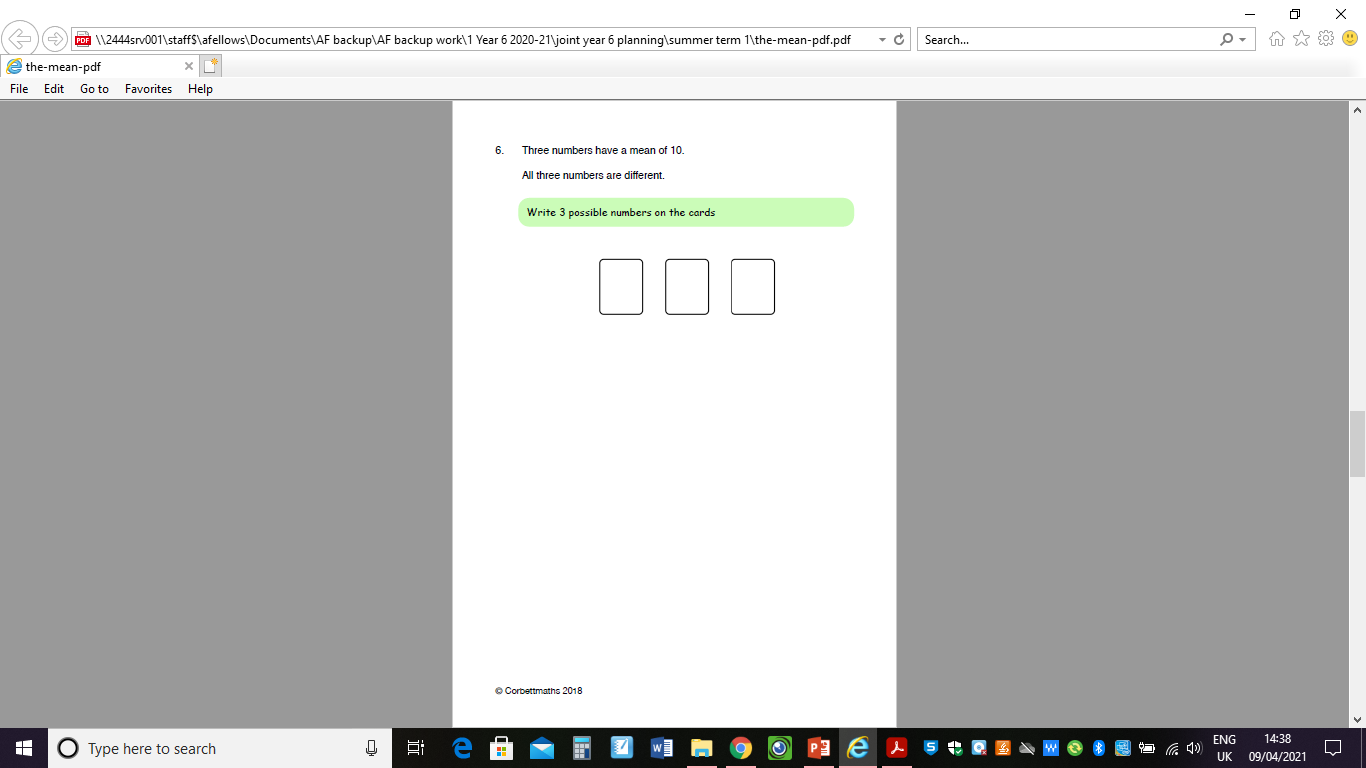 \\2444srv001\staff$\afellows\Documents\AF backup\AF backup work\1 Year 6 2020-21\joint year 6 planning\summer term 1\the-mean-pdf.pdf
Search...
the-mean-pdf
File Edit Go to Favorites Help
6. Three numbers have a mean of 10.
All three numbers are different.
Write 3 possible numbers on the cards
© Corbettmaths 2018
Type here to search
ENG
UK
14:38
09/04/2021